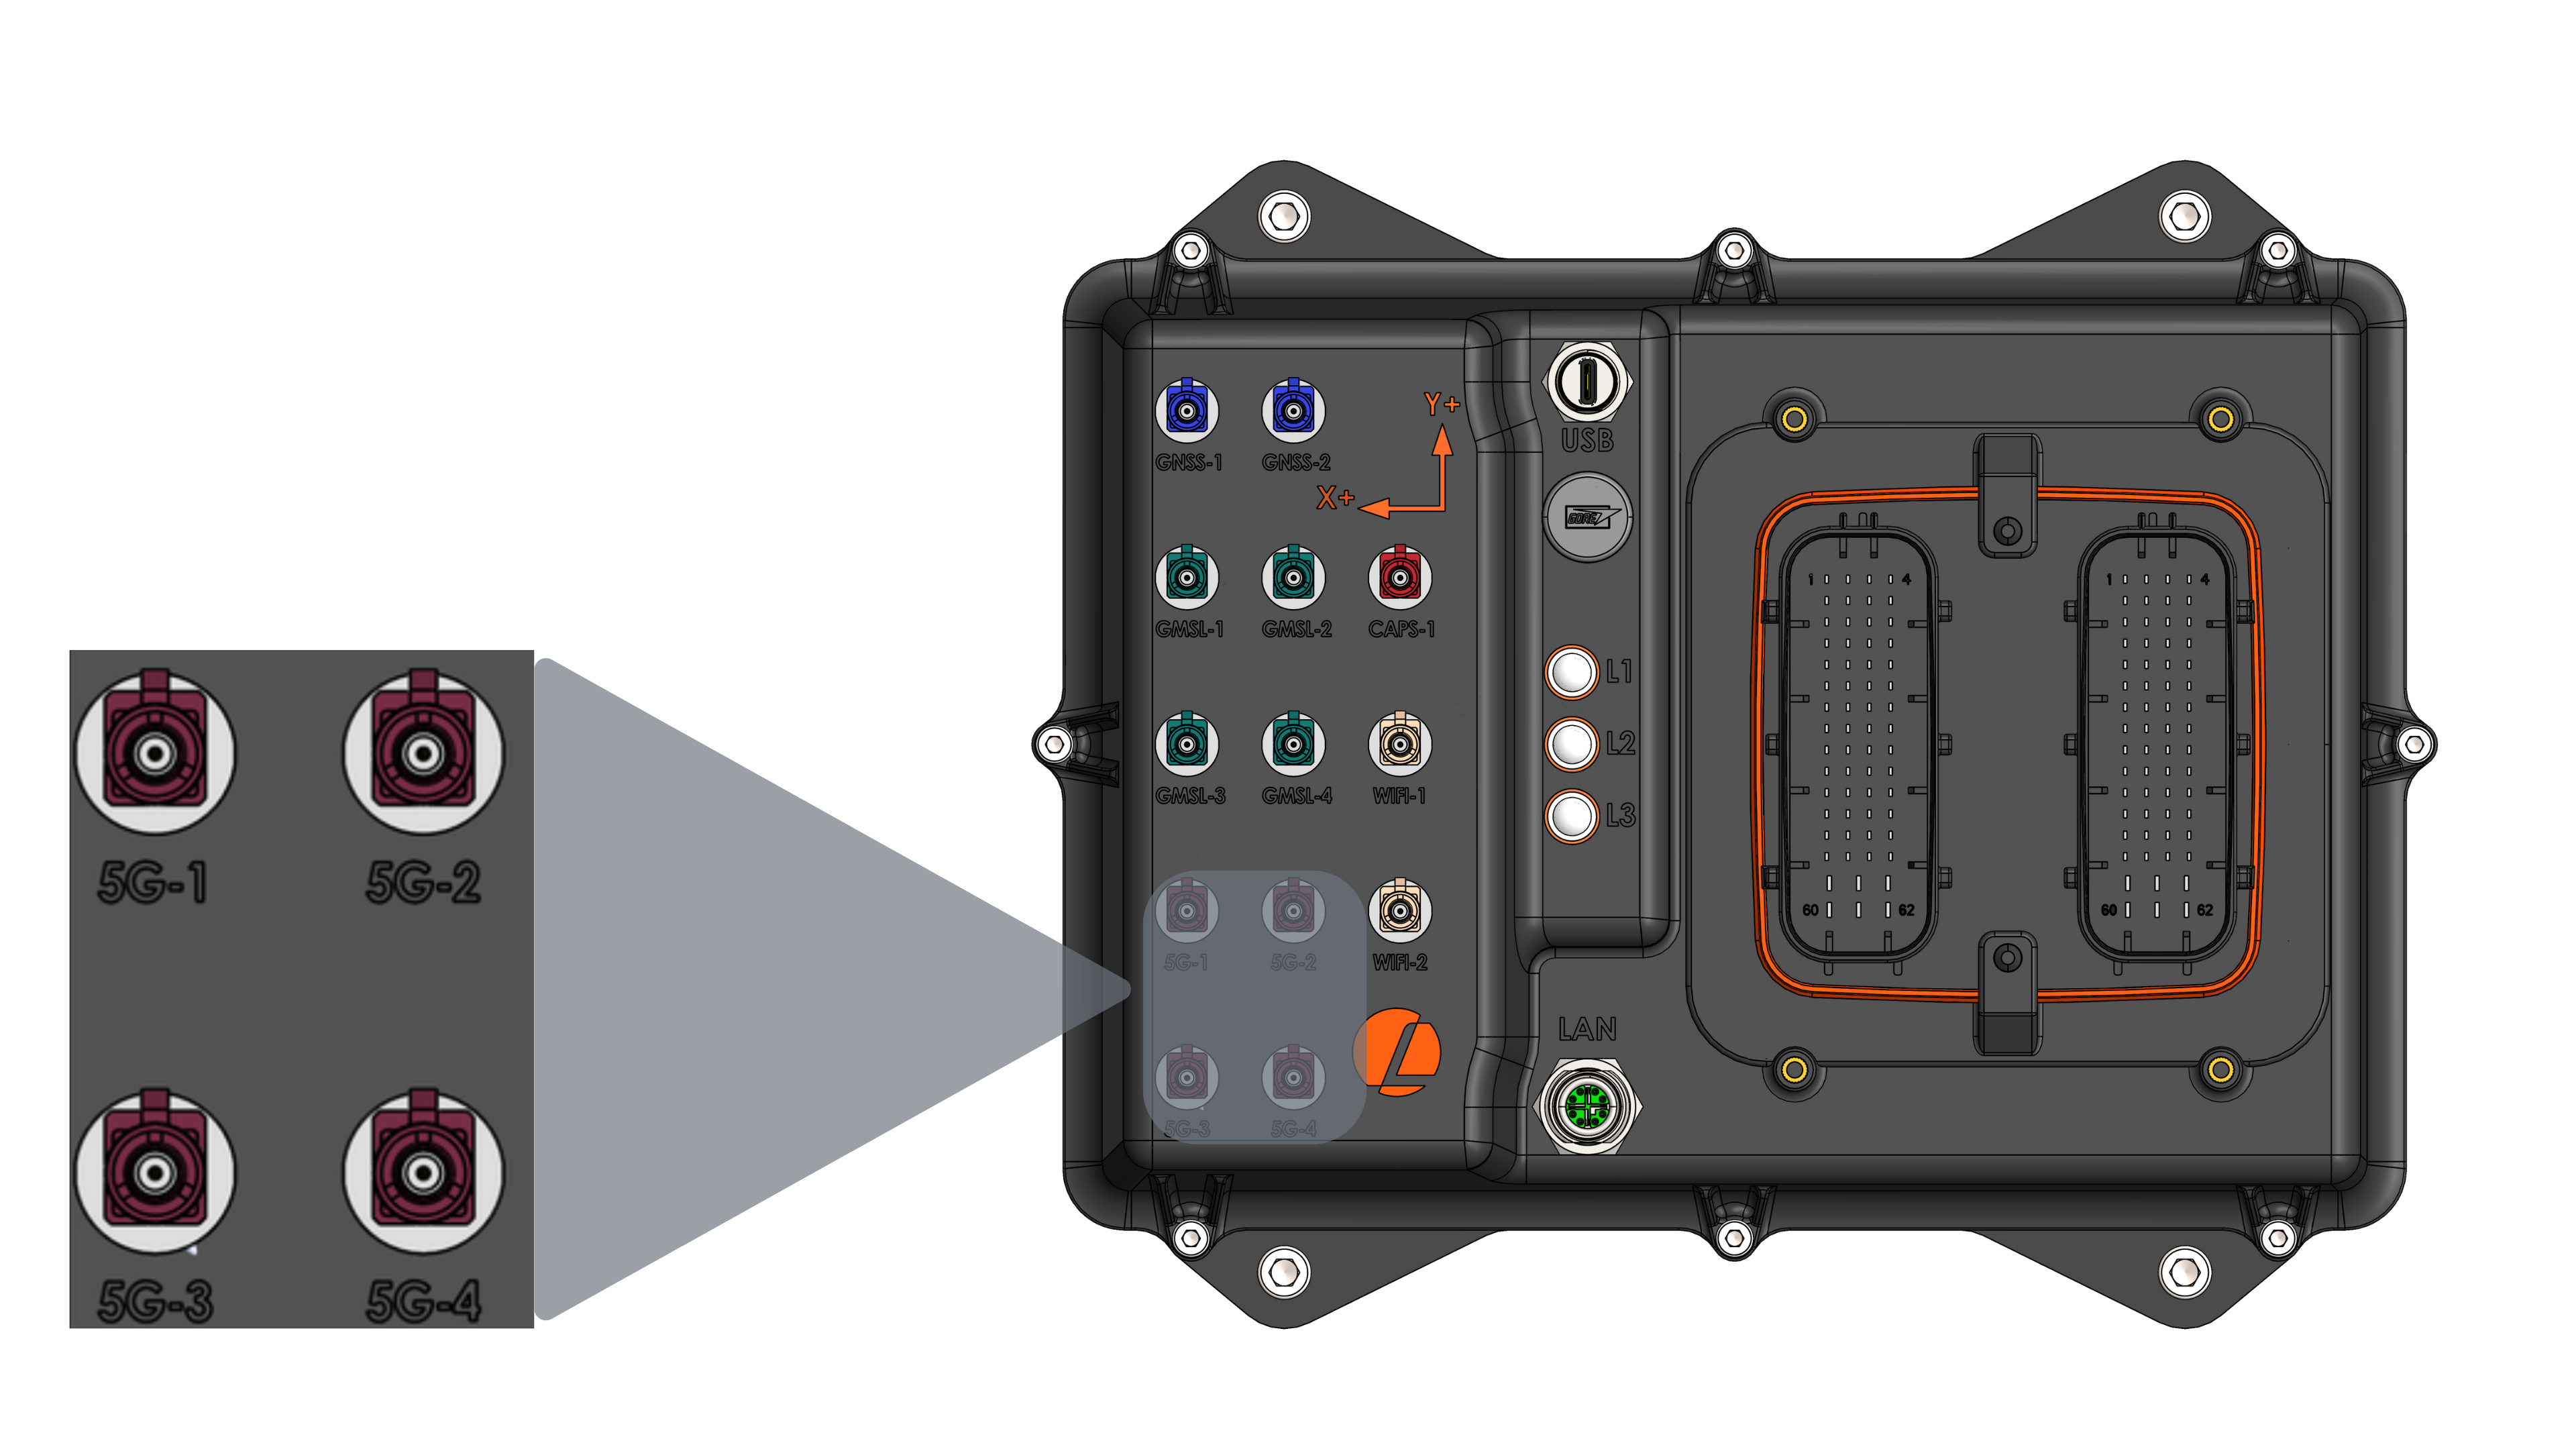 5G-1 5G-2
5G-3 5G-4
GNSS-1 GNSS-2
Y+
X+
GMSL-1 GMSL-2 CAPS-1
GMSL-3 GMSL-4 WIFI-1
5G-1 5G-2 WIFI-2
5G-3 5G-4
USB
GORE
L1
L2
L3
LAN
1 4
60 62
1 4
60 62